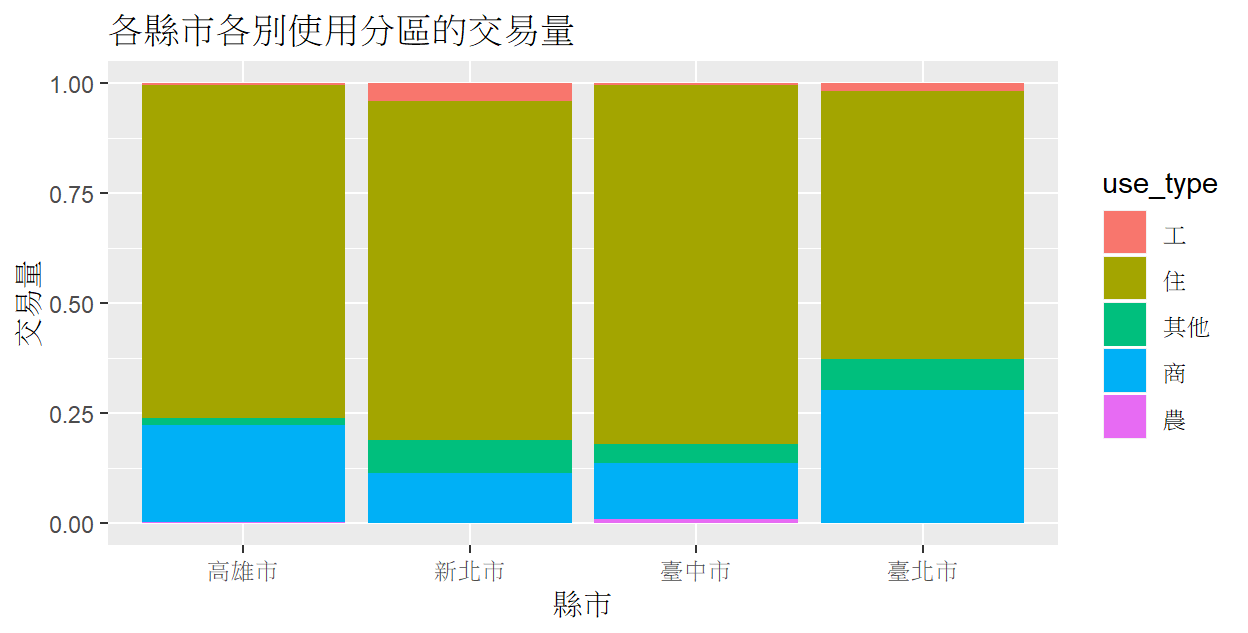 各縣市各別使用分區的交易量
交易量
1.00
0.75
0.50
0.25
0.00
高雄市
新北市
臺中市
臺北市
縣市
use_type
工
住
其他
商
農